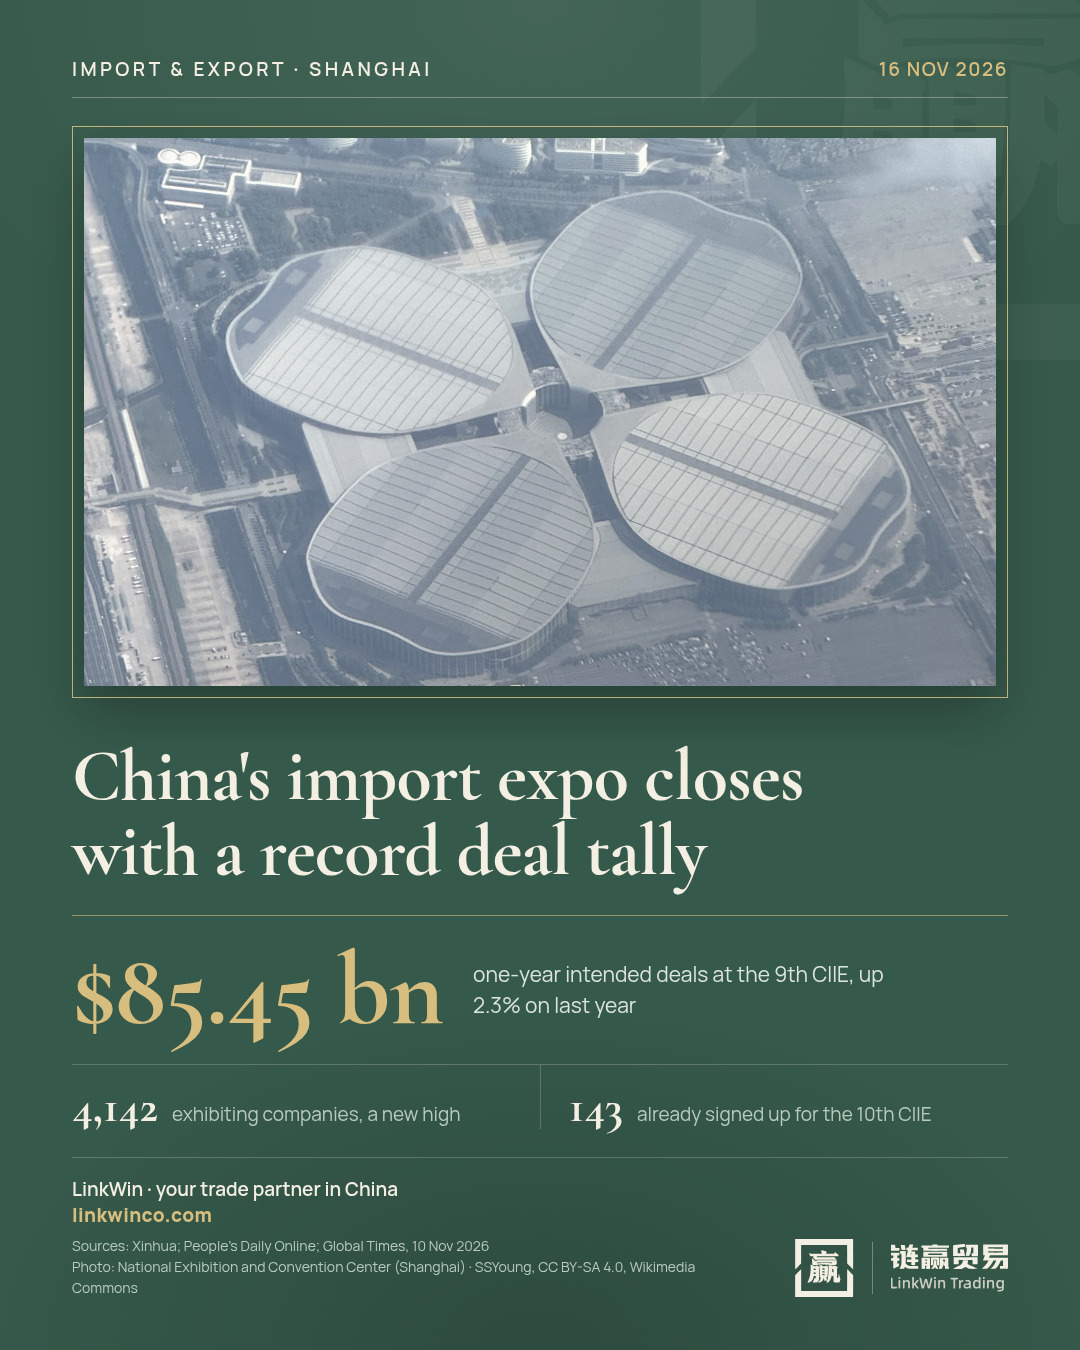 IMPORT & EXPORT · SHANGHAI
16 NOV 2026
China's import expo closes
with a record deal tally
$85.45 bn
one-year intended deals at the 9th CIIE, up
2.3% on last year
4,142 exhibiting companies, a new high
143 already signed up for the 10th CIIE
LinkWin · your trade partner in China
linkwinco.com
Sources: Xinhua; People's Daily Online; Global Times, 10 Nov 2026
Photo: National Exhibition and Convention Center (Shanghai) · SSYoung, CC BY-SA 4.0, Wikimedia
Commons
赢
链赢贸易
LinkWin Trading